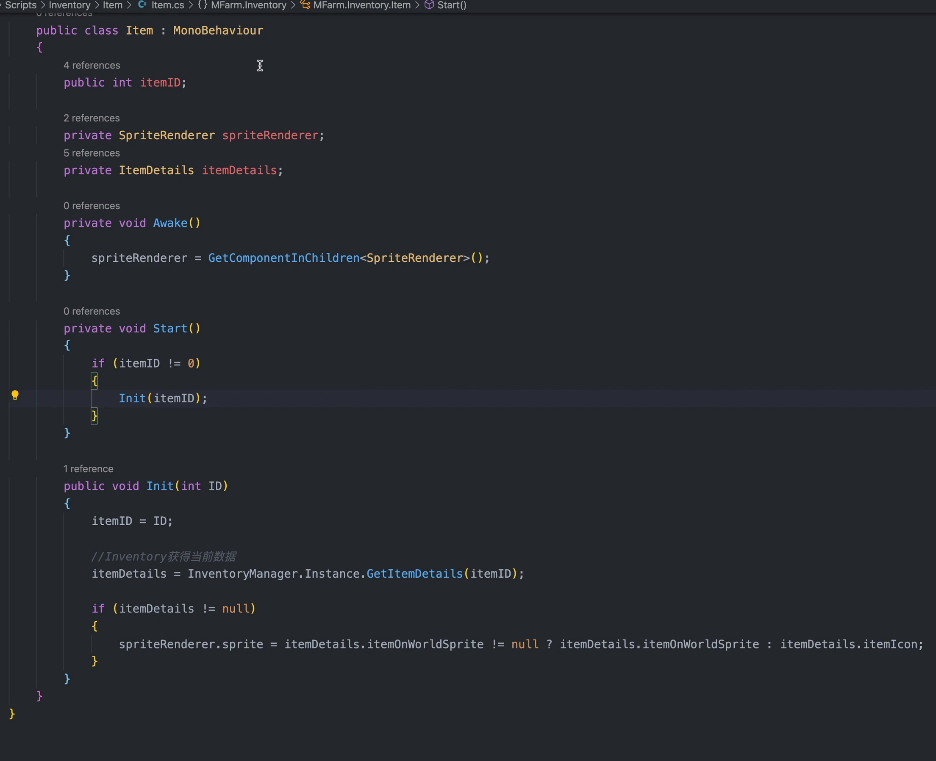 Scripts > Inventory > Item > Item.cs > {} MFarm.Inventory > MFarm.Inventory.Item > Start()
0 references
public class Item : MonoBehaviour
{
4 references
public int itemID;
2 references
private SpriteRenderer spriteRenderer;
5 references
private ItemDetails itemDetails;
0 references
private void Awake()
{
spriteRenderer = GetComponentInChildren<SpriteRenderer>();
}
0 references
private void Start()
{
if (itemID != 0)
{
Init(itemID);
}
}
1 reference
public void Init(int ID)
{
itemID = ID;
//Inventory获得当前数据
itemDetails = InventoryManager.Instance.GetItemDetails(itemID);
if (itemDetails != null)
{
spriteRenderer.sprite = itemDetails.itemOnWorldSprite != null ? itemDetails.itemOnWorldSprite : itemDetails.itemIcon;
}
}
}
}